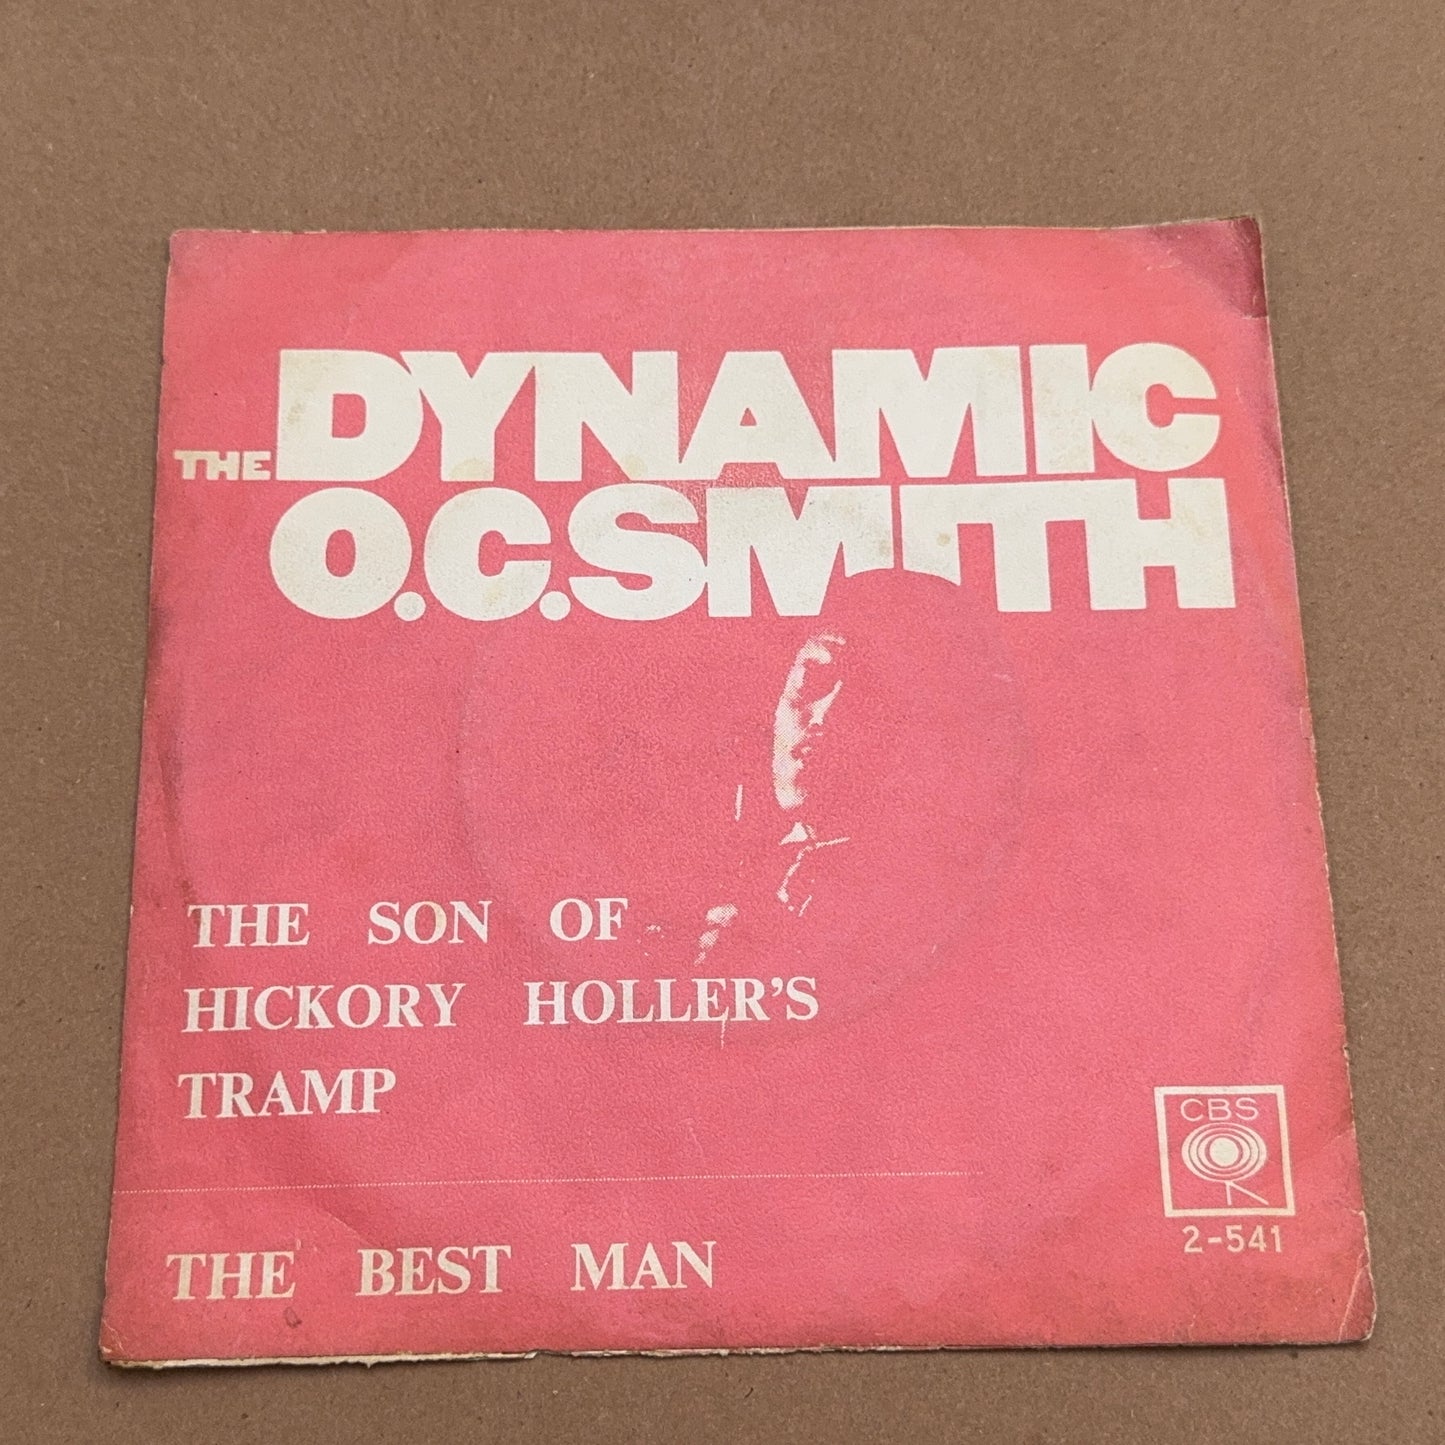 THE DYNAMIC
O.C.SMITH
THE SON OF
HICKORY HOLLER'S
TRAMP
CBS
2-541
THE BEST MAN